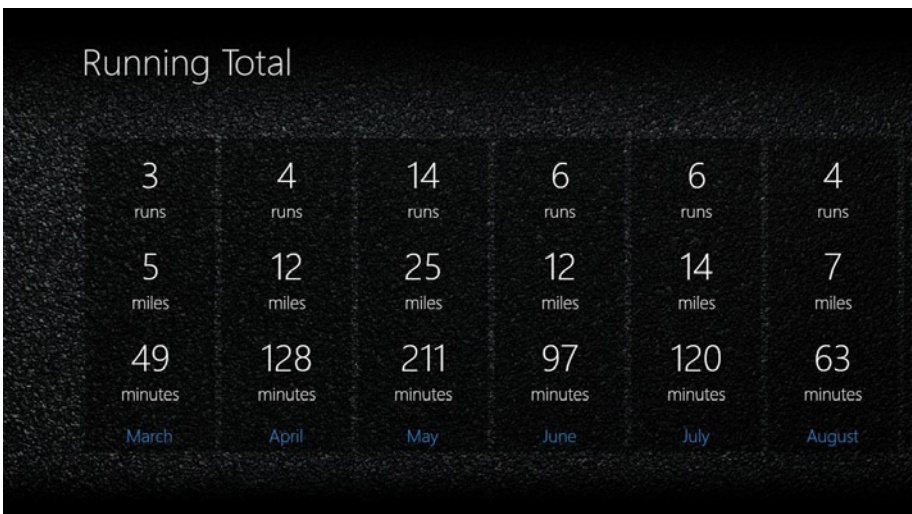 Running Total
3 4 14 6 6 4
runs runs runs runs runs runs
5 12 25 12 14 7
miles miles miles miles miles miles
49 128 211 97 120 63
minutes minutes minutes minutes minutes minutes
March April May June July August